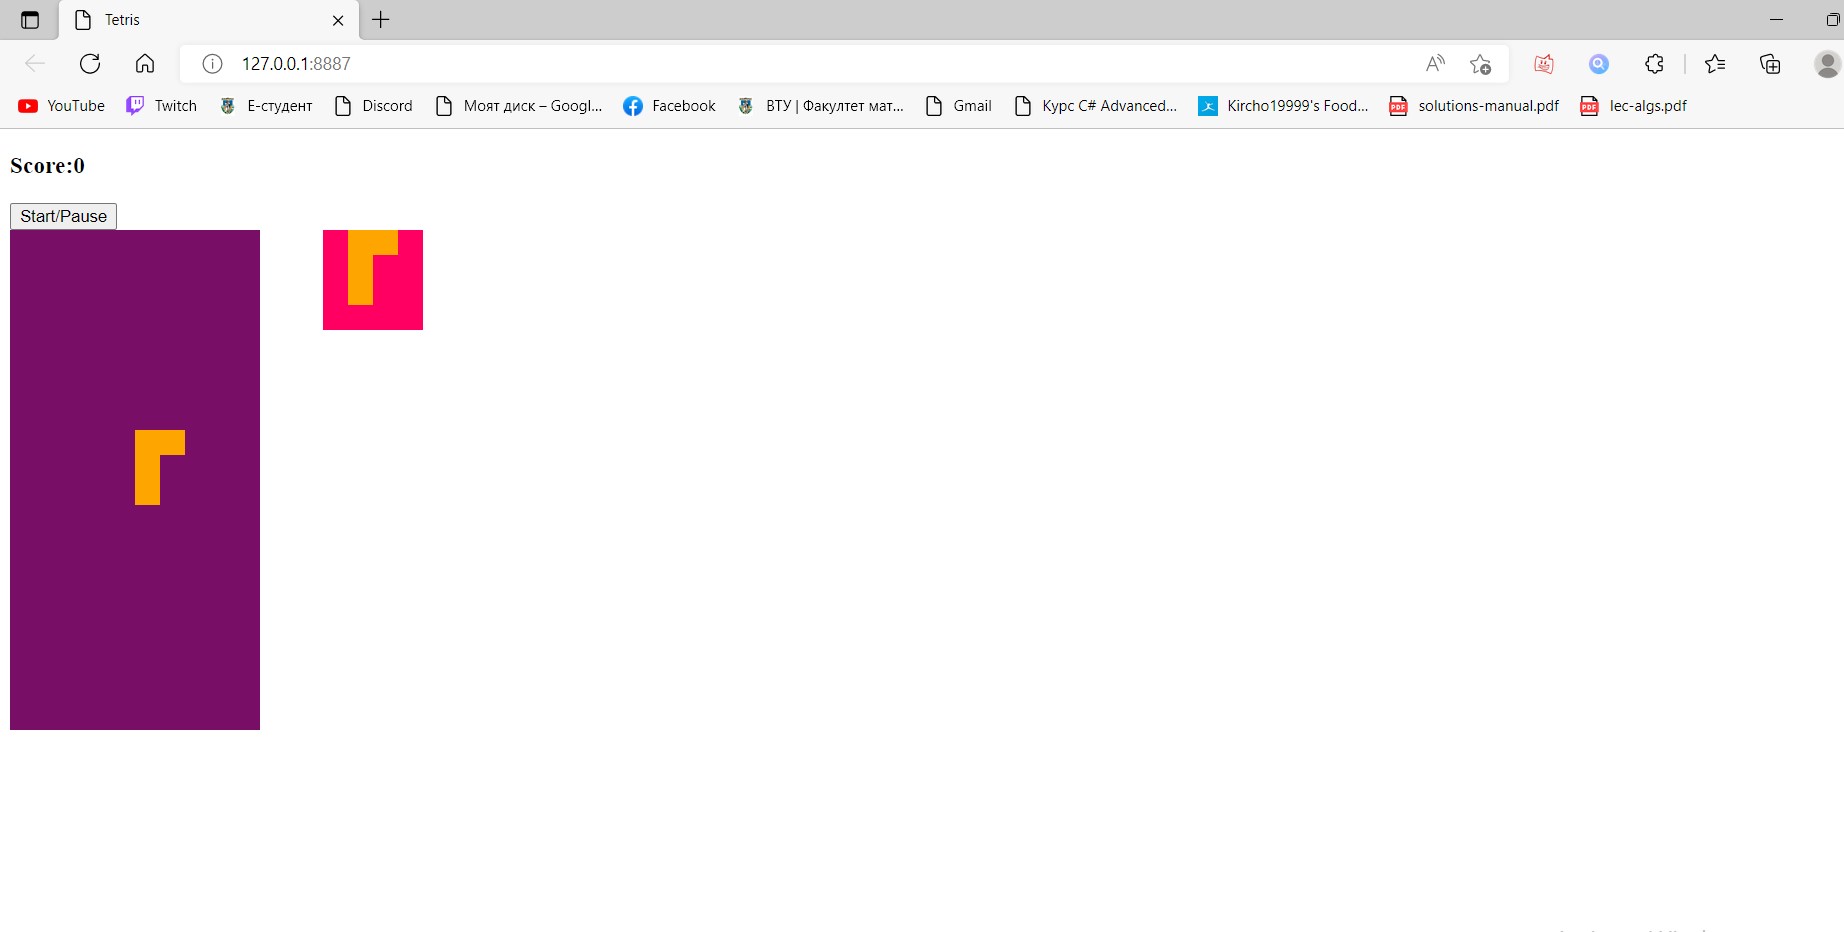 Tetris
127.0.0.1:8887
YouTube Twitch Е-студент Discord Моят диск – Googl... Facebook ВТУ | Факултет мат... Gmail Курс C# Advanced... Kircho19999's Food... solutions-manual.pdf lec-algs.pdf
Score:0
Start/Pause